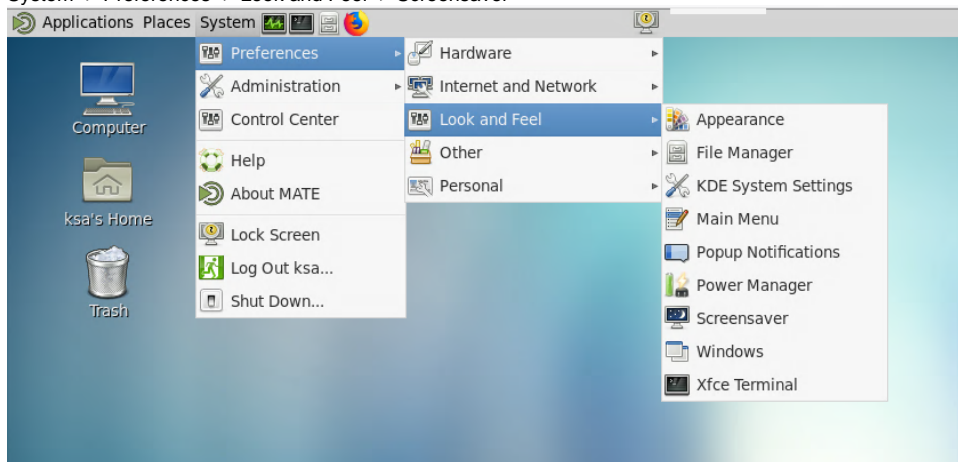 System → Preferences → Look and Feel → Screensaver
Applications Places System
Preferences
Administration
Control Center
Help
About MATE
Lock Screen
Log Out ksa...
Shut Down...
Hardware
Internet and Network
Look and Feel
Other
Personal
Appearance
File Manager
KDE System Settings
Main Menu
Popup Notifications
Power Manager
Screensaver
Windows
Xfce Terminal
Computer
ksa's Home
Trash